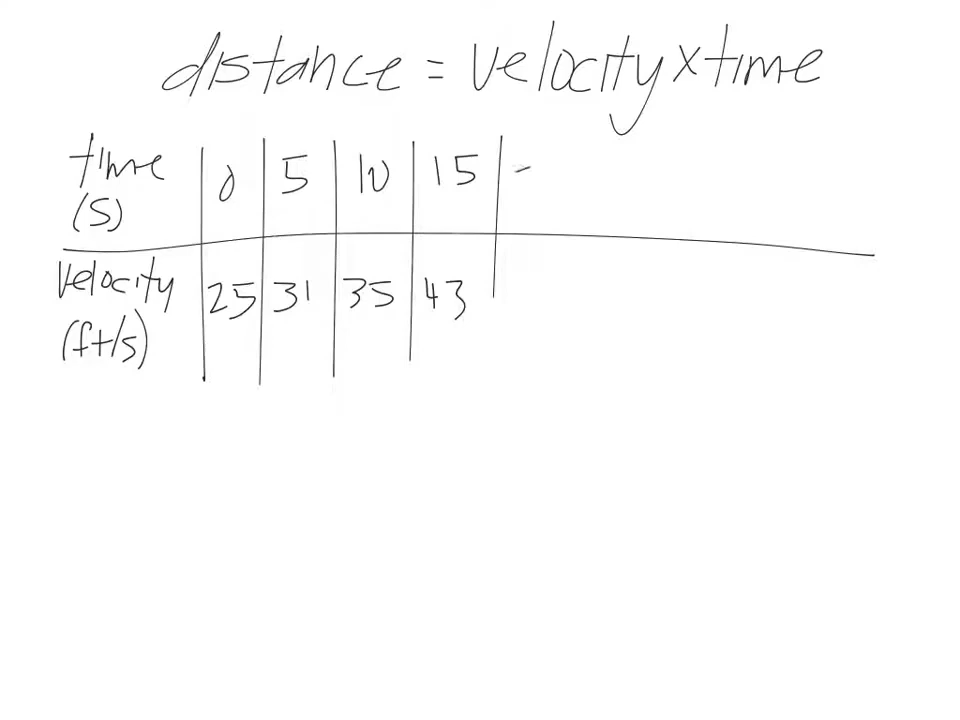 distance = velocity x time
time 0 5 10 15
(s)
velocity 25 31 35 43
(ft/s)